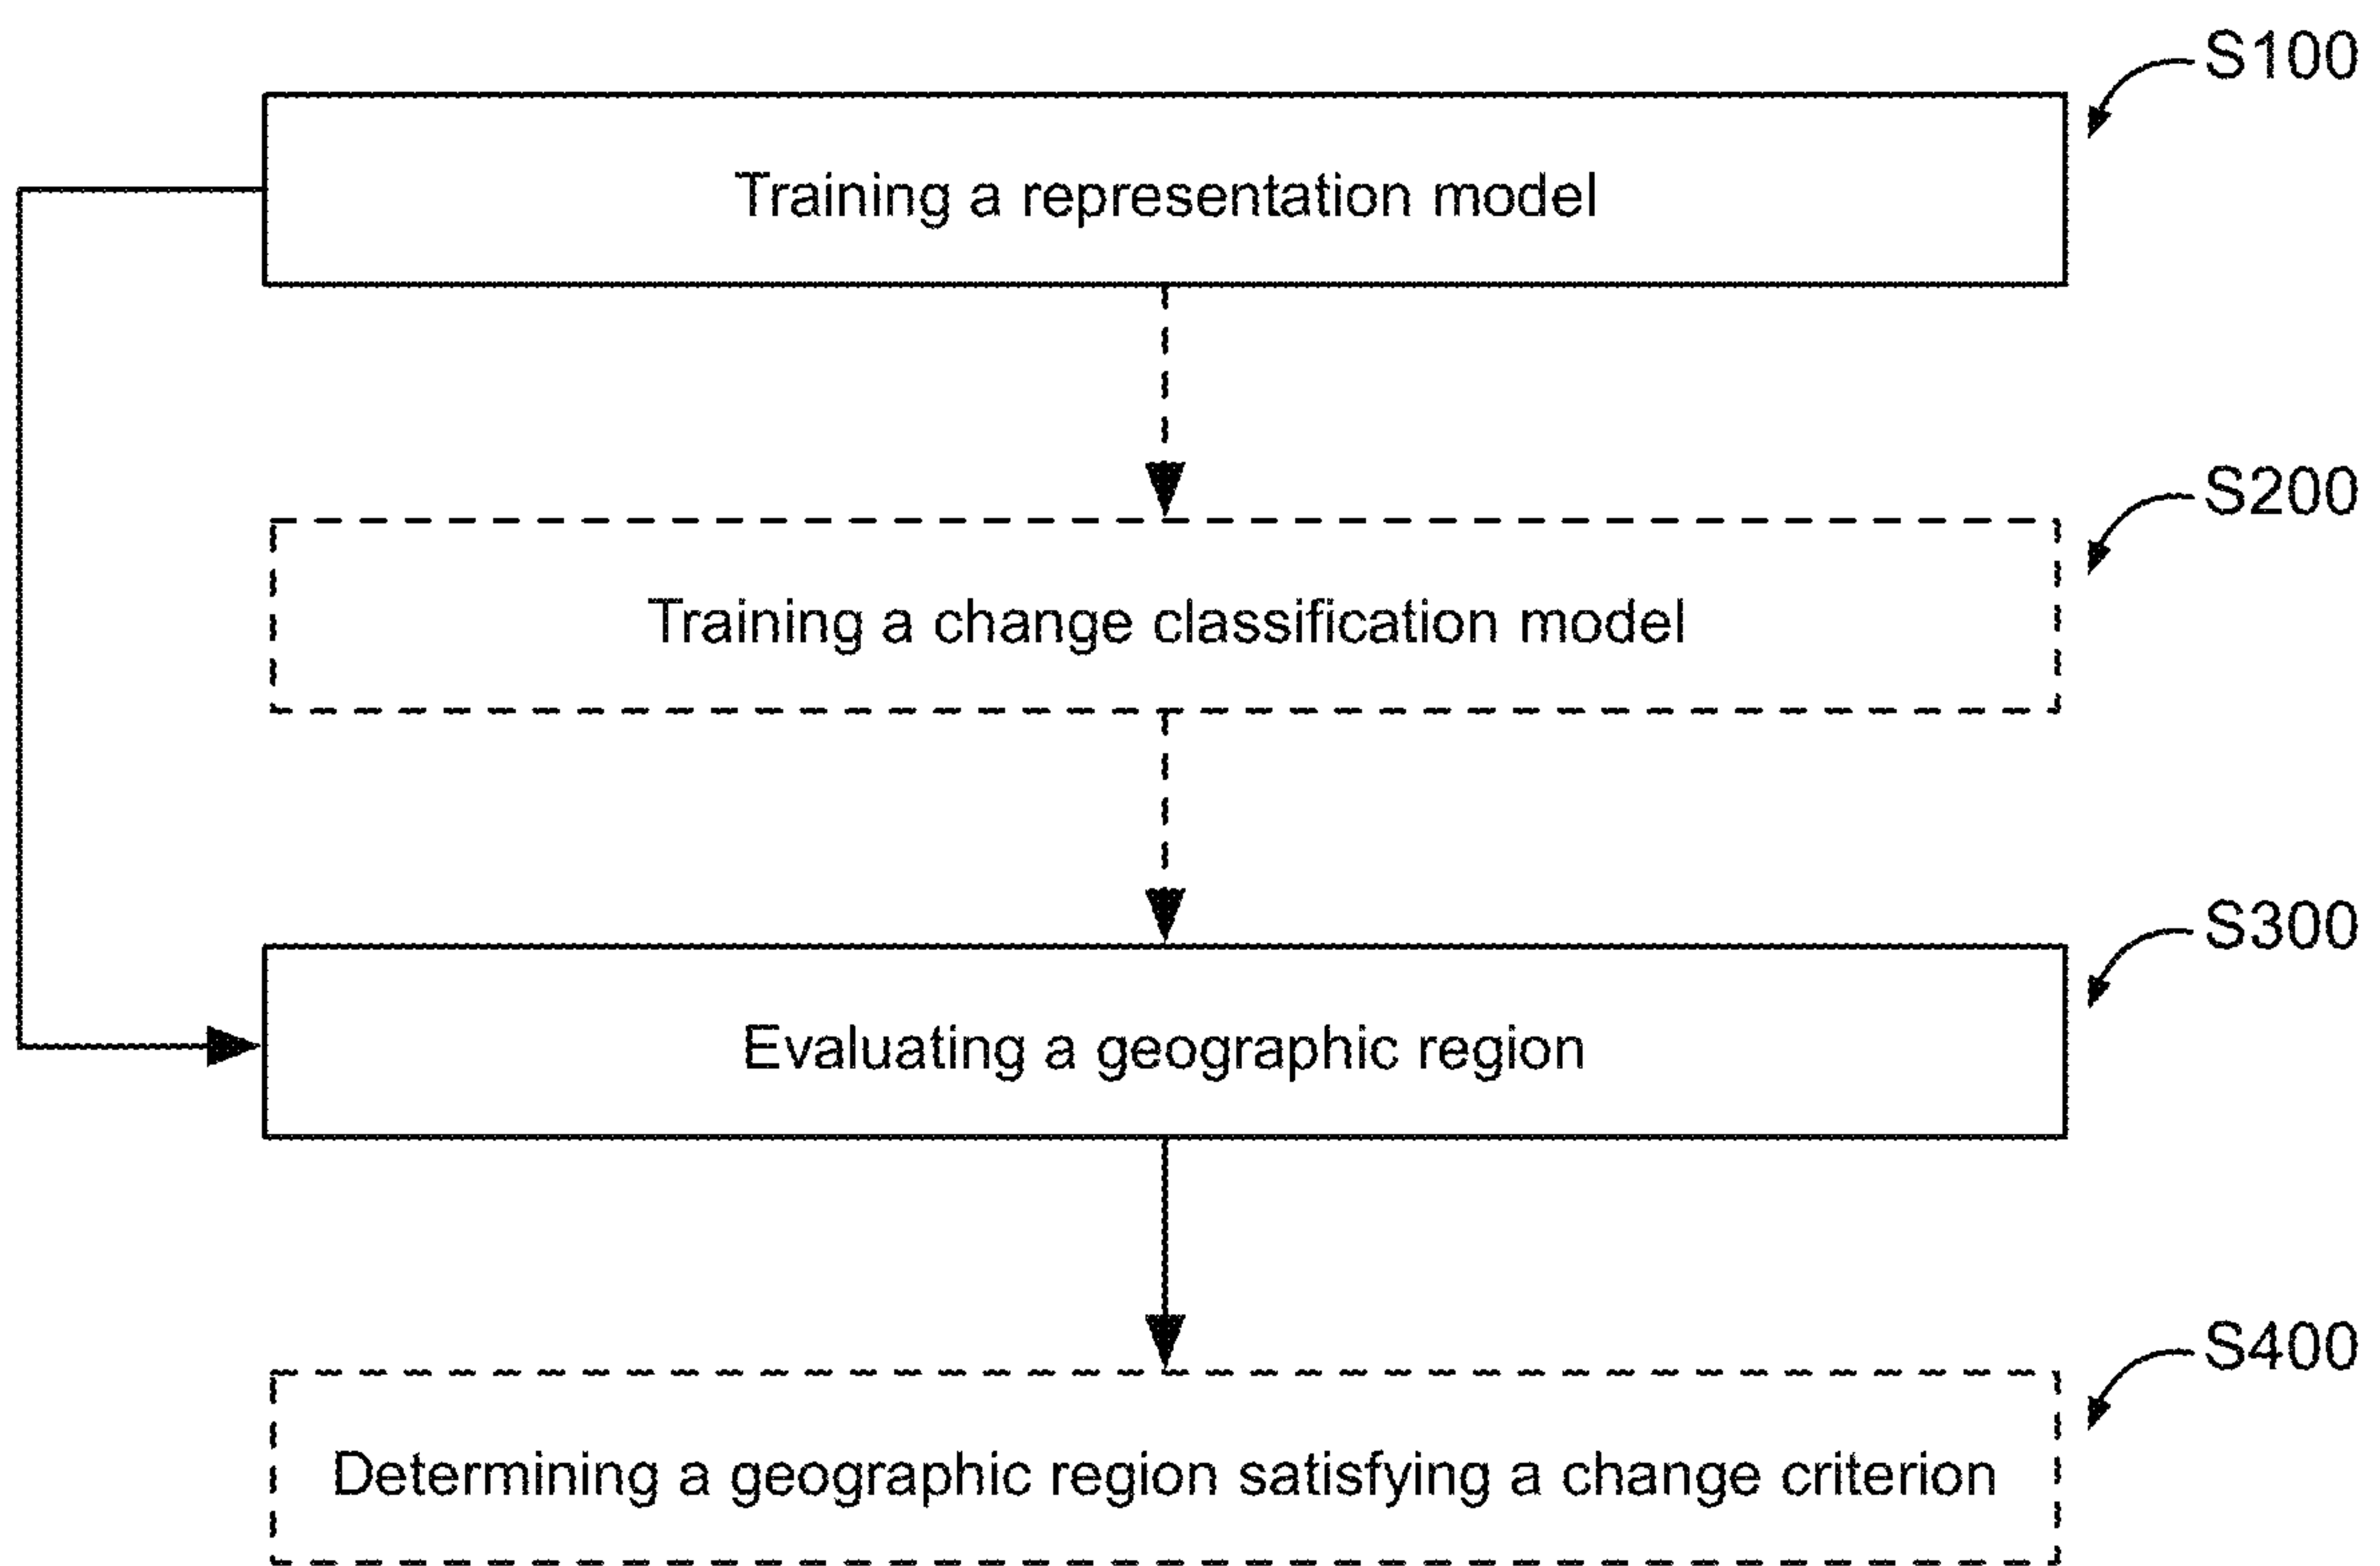 S100
Training a representation model
S200
Training a change classification model
S300
Evaluating a geographic region
S400
Determining a geographic region satisfying a change criterion